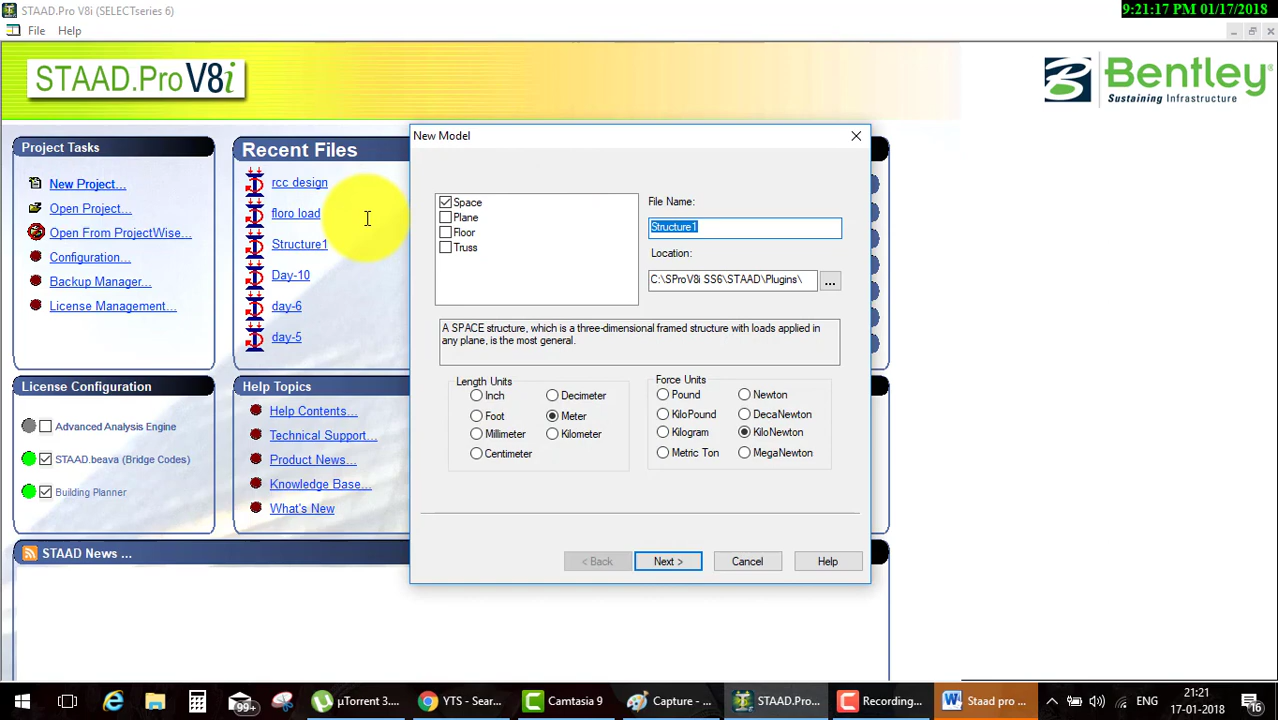 STAAD.Pro V8i (SELECTseries 6)
9:21:17 PM 01/17/2018
File Help
STAAD.Pro V8i
Bentley
Sustaining Infrastructure
Project Tasks
New Project...
Open Project...
Open From ProjectWise...
Configuration...
Backup Manager...
License Management...
Recent Files
rcc design
floro load
Structure1
Day-10
day-6
day-5
License Configuration
Advanced Analysis Engine
STAAD.beava (Bridge Codes)
Building Planner
Help Topics
Help Contents...
Technical Support...
Product News...
Knowledge Base...
What's New
STAAD News ...
New Model
Space
Plane
Floor
Truss
File Name:
Structure1
Location:
C:\SProV8i SS6\STAAD\Plugins\
...
A SPACE structure, which is a three-dimensional framed structure with loads applied in
any plane, is the most general.
Length Units
Inch
Decimeter
Foot
Meter
Millimeter
Kilometer
Centimeter
Force Units
Pound
Newton
KiloPound
DecaNewton
Kilogram
KiloNewton
Metric Ton
MegaNewton
< Back
Next >
Cancel
Help
99+
µTorrent 3....
YTS - Sear...
Camtasia 9
Capture - ...
STAAD.Pro...
Recording...
Staad pro ...
ENG
21:21
17-01-2018
16